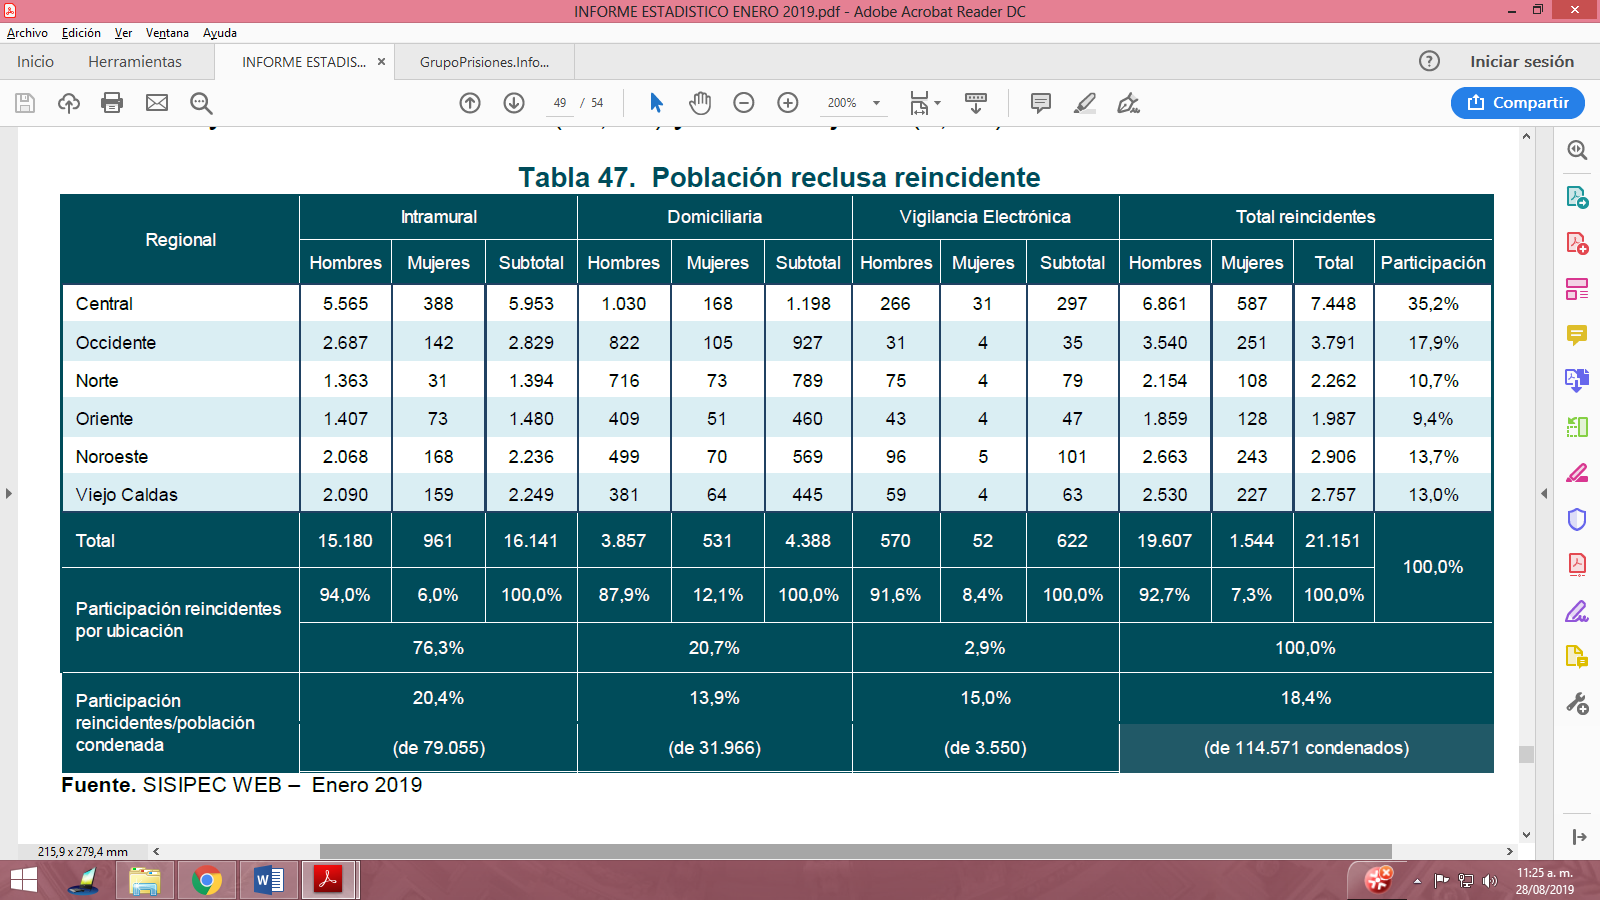 INFORME ESTADISTICO ENERO 2019.pdf - Adobe Acrobat Reader DC
Archivo Edición Ver Ventana Ayuda
Inicio Herramientas INFORME ESTADIS... × GrupoPrisiones.Info... Iniciar sesión
49 / 54 200% Compartir
Tabla 47. Población reclusa reincidente
Regional Intramural Domiciliaria Vigilancia Electrónica Total reincidentes
Hombres Mujeres Subtotal Hombres Mujeres Subtotal Hombres Mujeres Subtotal Hombres Mujeres Total Participación
Central 5.565 388 5.953 1.030 168 1.198 266 31 297 6.861 587 7.448 35,2%
Occidente 2.687 142 2.829 822 105 927 31 4 35 3.540 251 3.791 17,9%
Norte 1.363 31 1.394 716 73 789 75 4 79 2.154 108 2.262 10,7%
Oriente 1.407 73 1.480 409 51 460 43 4 47 1.859 128 1.987 9,4%
Noroeste 2.068 168 2.236 499 70 569 96 5 101 2.663 243 2.906 13,7%
Viejo Caldas 2.090 159 2.249 381 64 445 59 4 63 2.530 227 2.757 13,0%
Total 15.180 961 16.141 3.857 531 4.388 570 52 622 19.607 1.544 21.151 100,0%
Participación reincidentes
por ubicación
94,0% 6,0% 100,0% 87,9% 12,1% 100,0% 91,6% 8,4% 100,0% 92,7% 7,3% 100,0%
76,3% 20,7% 2,9% 100,0%
Participación
reincidentes/población
condenada
20,4% 13,9% 15,0% 18,4%
(de 79.055) (de 31.966) (de 3.550) (de 114.571 condenados)
Fuente. SISIPEC WEB – Enero 2019
215,9 x 279,4 mm
11:25 a. m.
28/08/2019